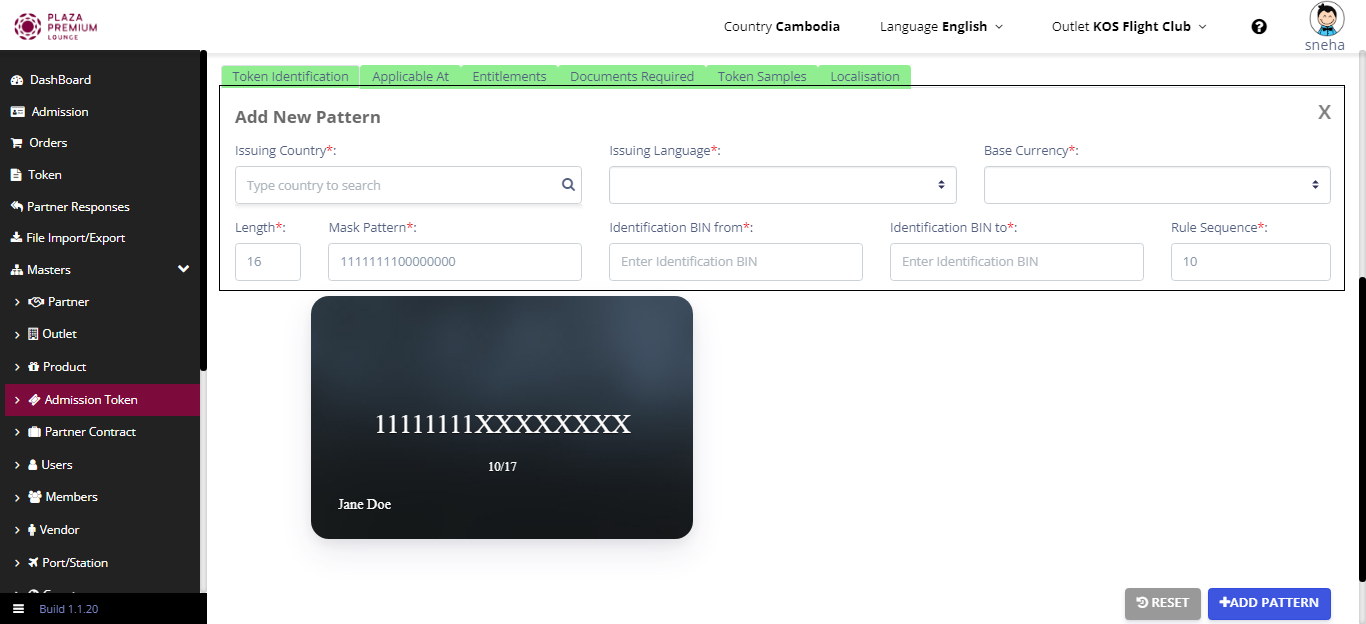 PLAZA
PREMIUM
LOUNGE
Country Cambodia
Language English
Outlet KOS Flight Club
sneha
DashBoard
Admission
Orders
Token
Partner Responses
File Import/Export
Masters
Partner
Outlet
Product
Admission Token
Partner Contract
Users
Members
Vendor
Port/Station
Build 1.1.20
Token Identification
Applicable At
Entitlements
Documents Required
Token Samples
Localisation
Add New Pattern
X
Issuing Country*:
Issuing Language*:
Base Currency*:
Type country to search
Length*:
Mask Pattern*:
Identification BIN from*:
Identification BIN to*:
Rule Sequence*:
16
1111111100000000
Enter Identification BIN
Enter Identification BIN
10
11111111XXXXXXXX
10/17
Jane Doe
RESET
+ADD PATTERN